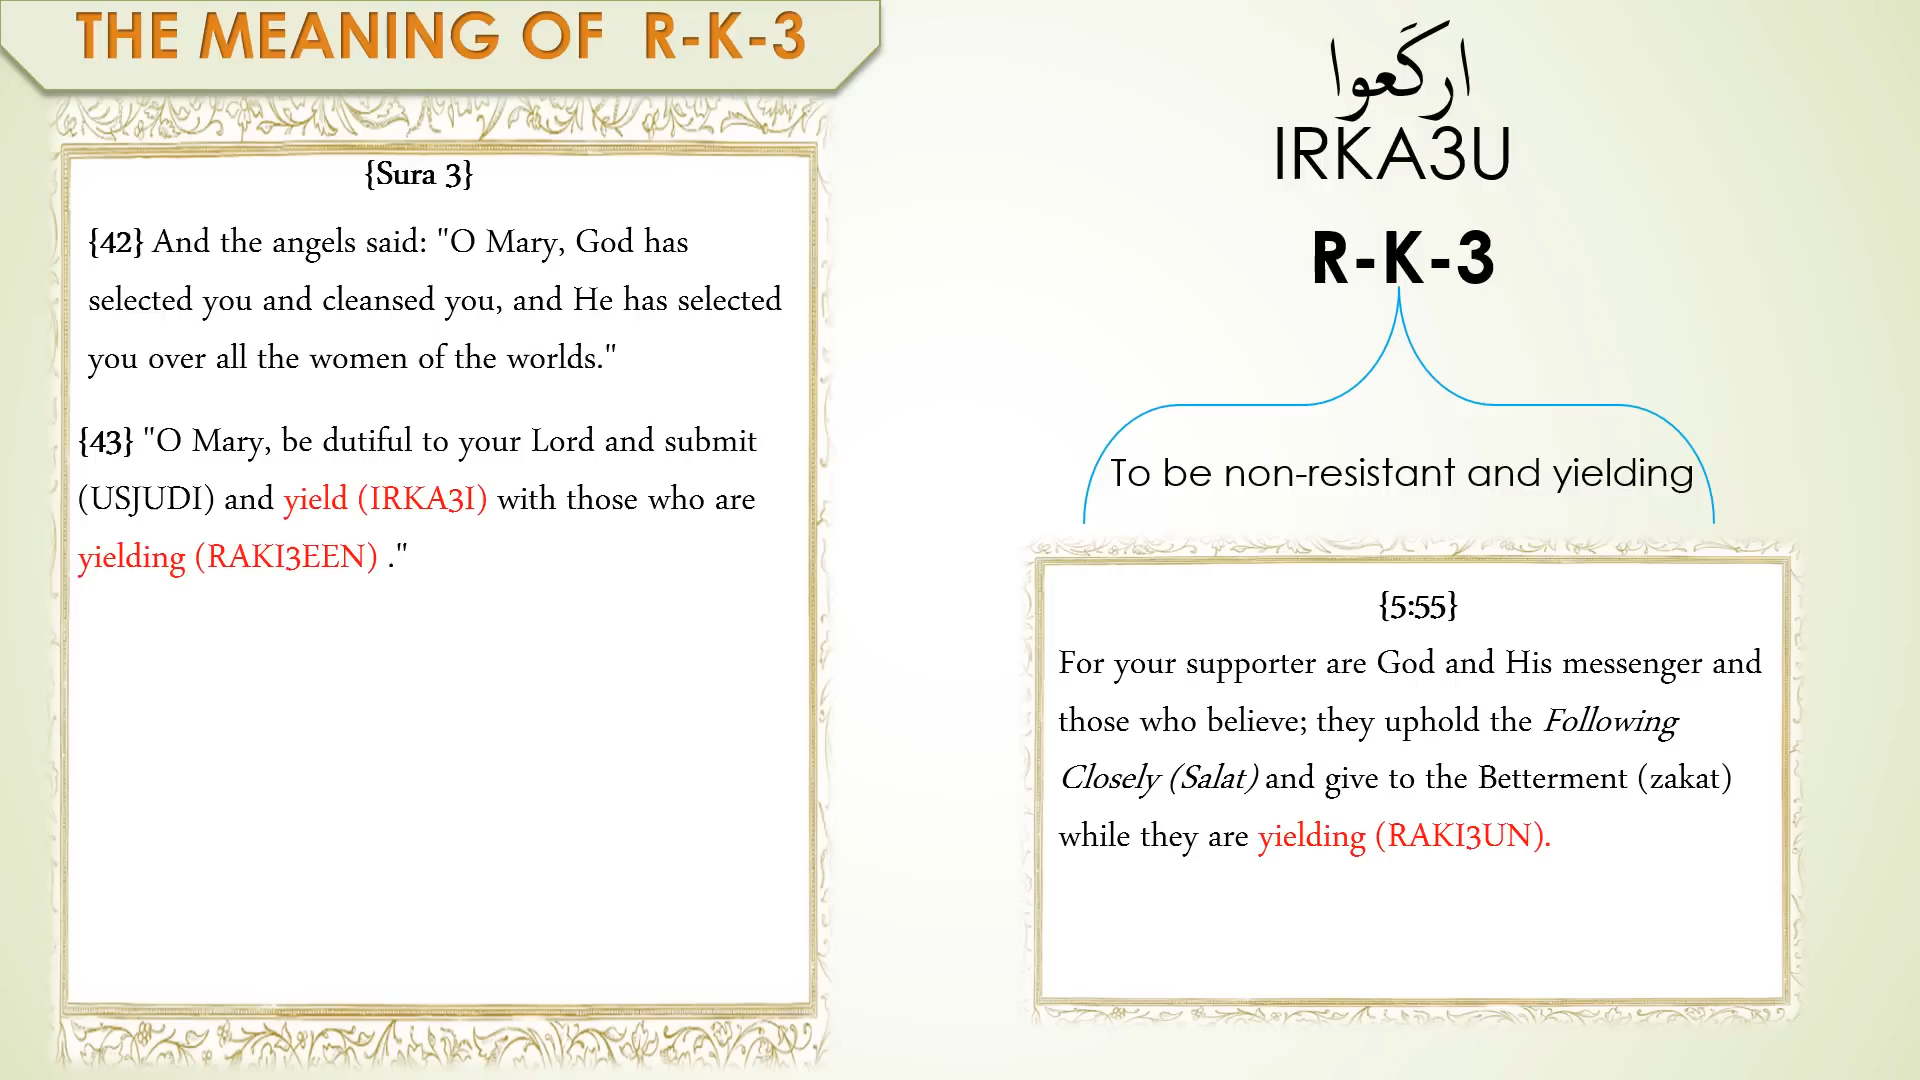 THE MEANING OF R-K-3
{Sura 3}
{42} And the angels said: "O Mary, God has
selected you and cleansed you, and He has selected
you over all the women of the worlds."
{43} "O Mary, be dutiful to your Lord and submit
(USJUDI) and yield (IRKA3I) with those who are
yielding (RAKI3EEN) ."
اركَعوا
IRKA3U
R-K-3
To be non-resistant and yielding
{5:55}
For your supporter are God and His messenger and
those who believe; they uphold the Following
Closely (Salat) and give to the Betterment (zakat)
while they are yielding (RAKI3UN).